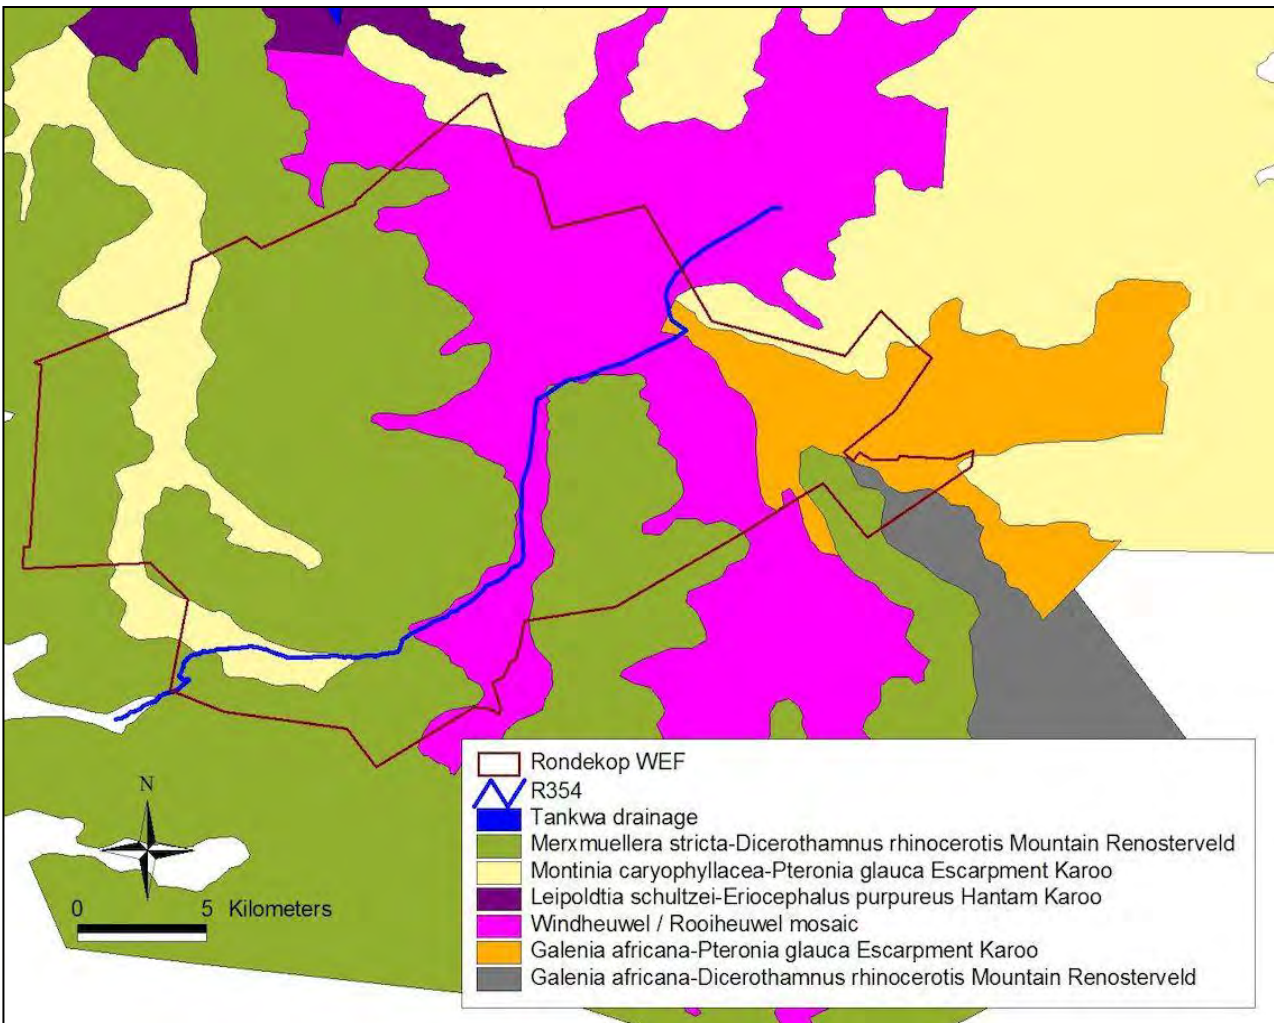 Rondekop WEF
R354
Tankwa drainage
Merxmuellera stricta-Dicerothamnus rhinocerotis Mountain Renosterveld
Montinia caryophyllacea-Pteronia glauca Escarpment Karoo
Leipoldtia schultzei-Eriocephalus purpureus Hantam Karoo
Windheuwel / Rooiheuwel mosaic
Galenia africana-Pteronia glauca Escarpment Karoo
Galenia africana-Dicerothamnus rhinocerotis Mountain Renosterveld
N
0 5 Kilometers